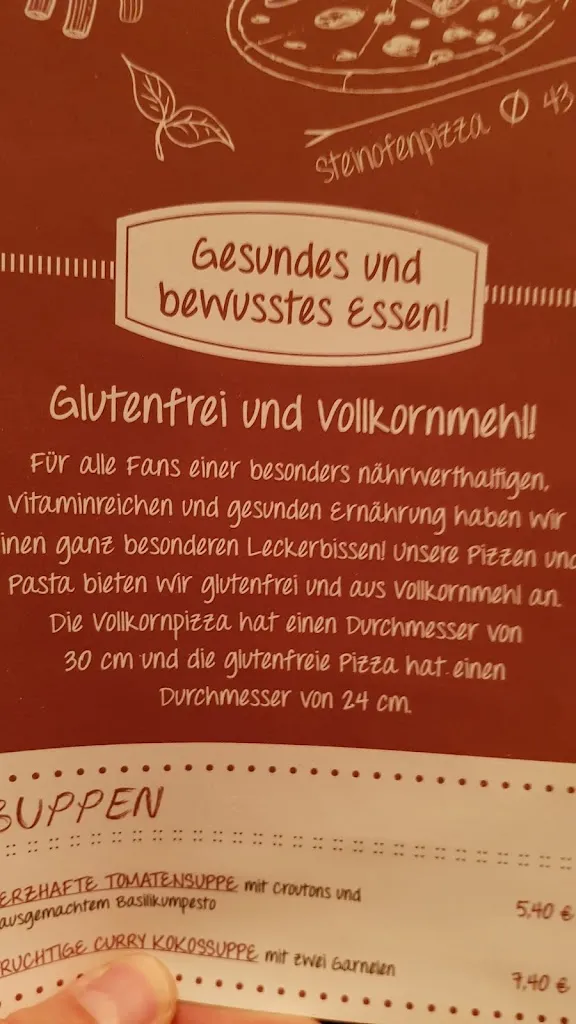 Steinofenpizza Ø 43
Gesundes und
bewusstes Essen!
Glutenfrei und Vollkornmehl!
Für alle Fans einer besonders nährwerthaltigen,
vitaminreichen und gesunden Ernährung haben wir
inen ganz besonderen Leckerbissen! Unsere Pizzen und
Pasta bieten wir glutenfrei und aus Vollkornmehl an.
Die Vollkornpizza hat einen Durchmesser von
30 cm und die glutenfreie Pizza hat einen
Durchmesser von 24 cm.
SUPPEN
ERZHAFTE TOMATENSUPPE mit Croutons und
ausgemachtem Basilikumpesto 5,40 €
RUCHTIGE CURRY KOKOSSUPPE mit zwei Garnelen 7,40 €